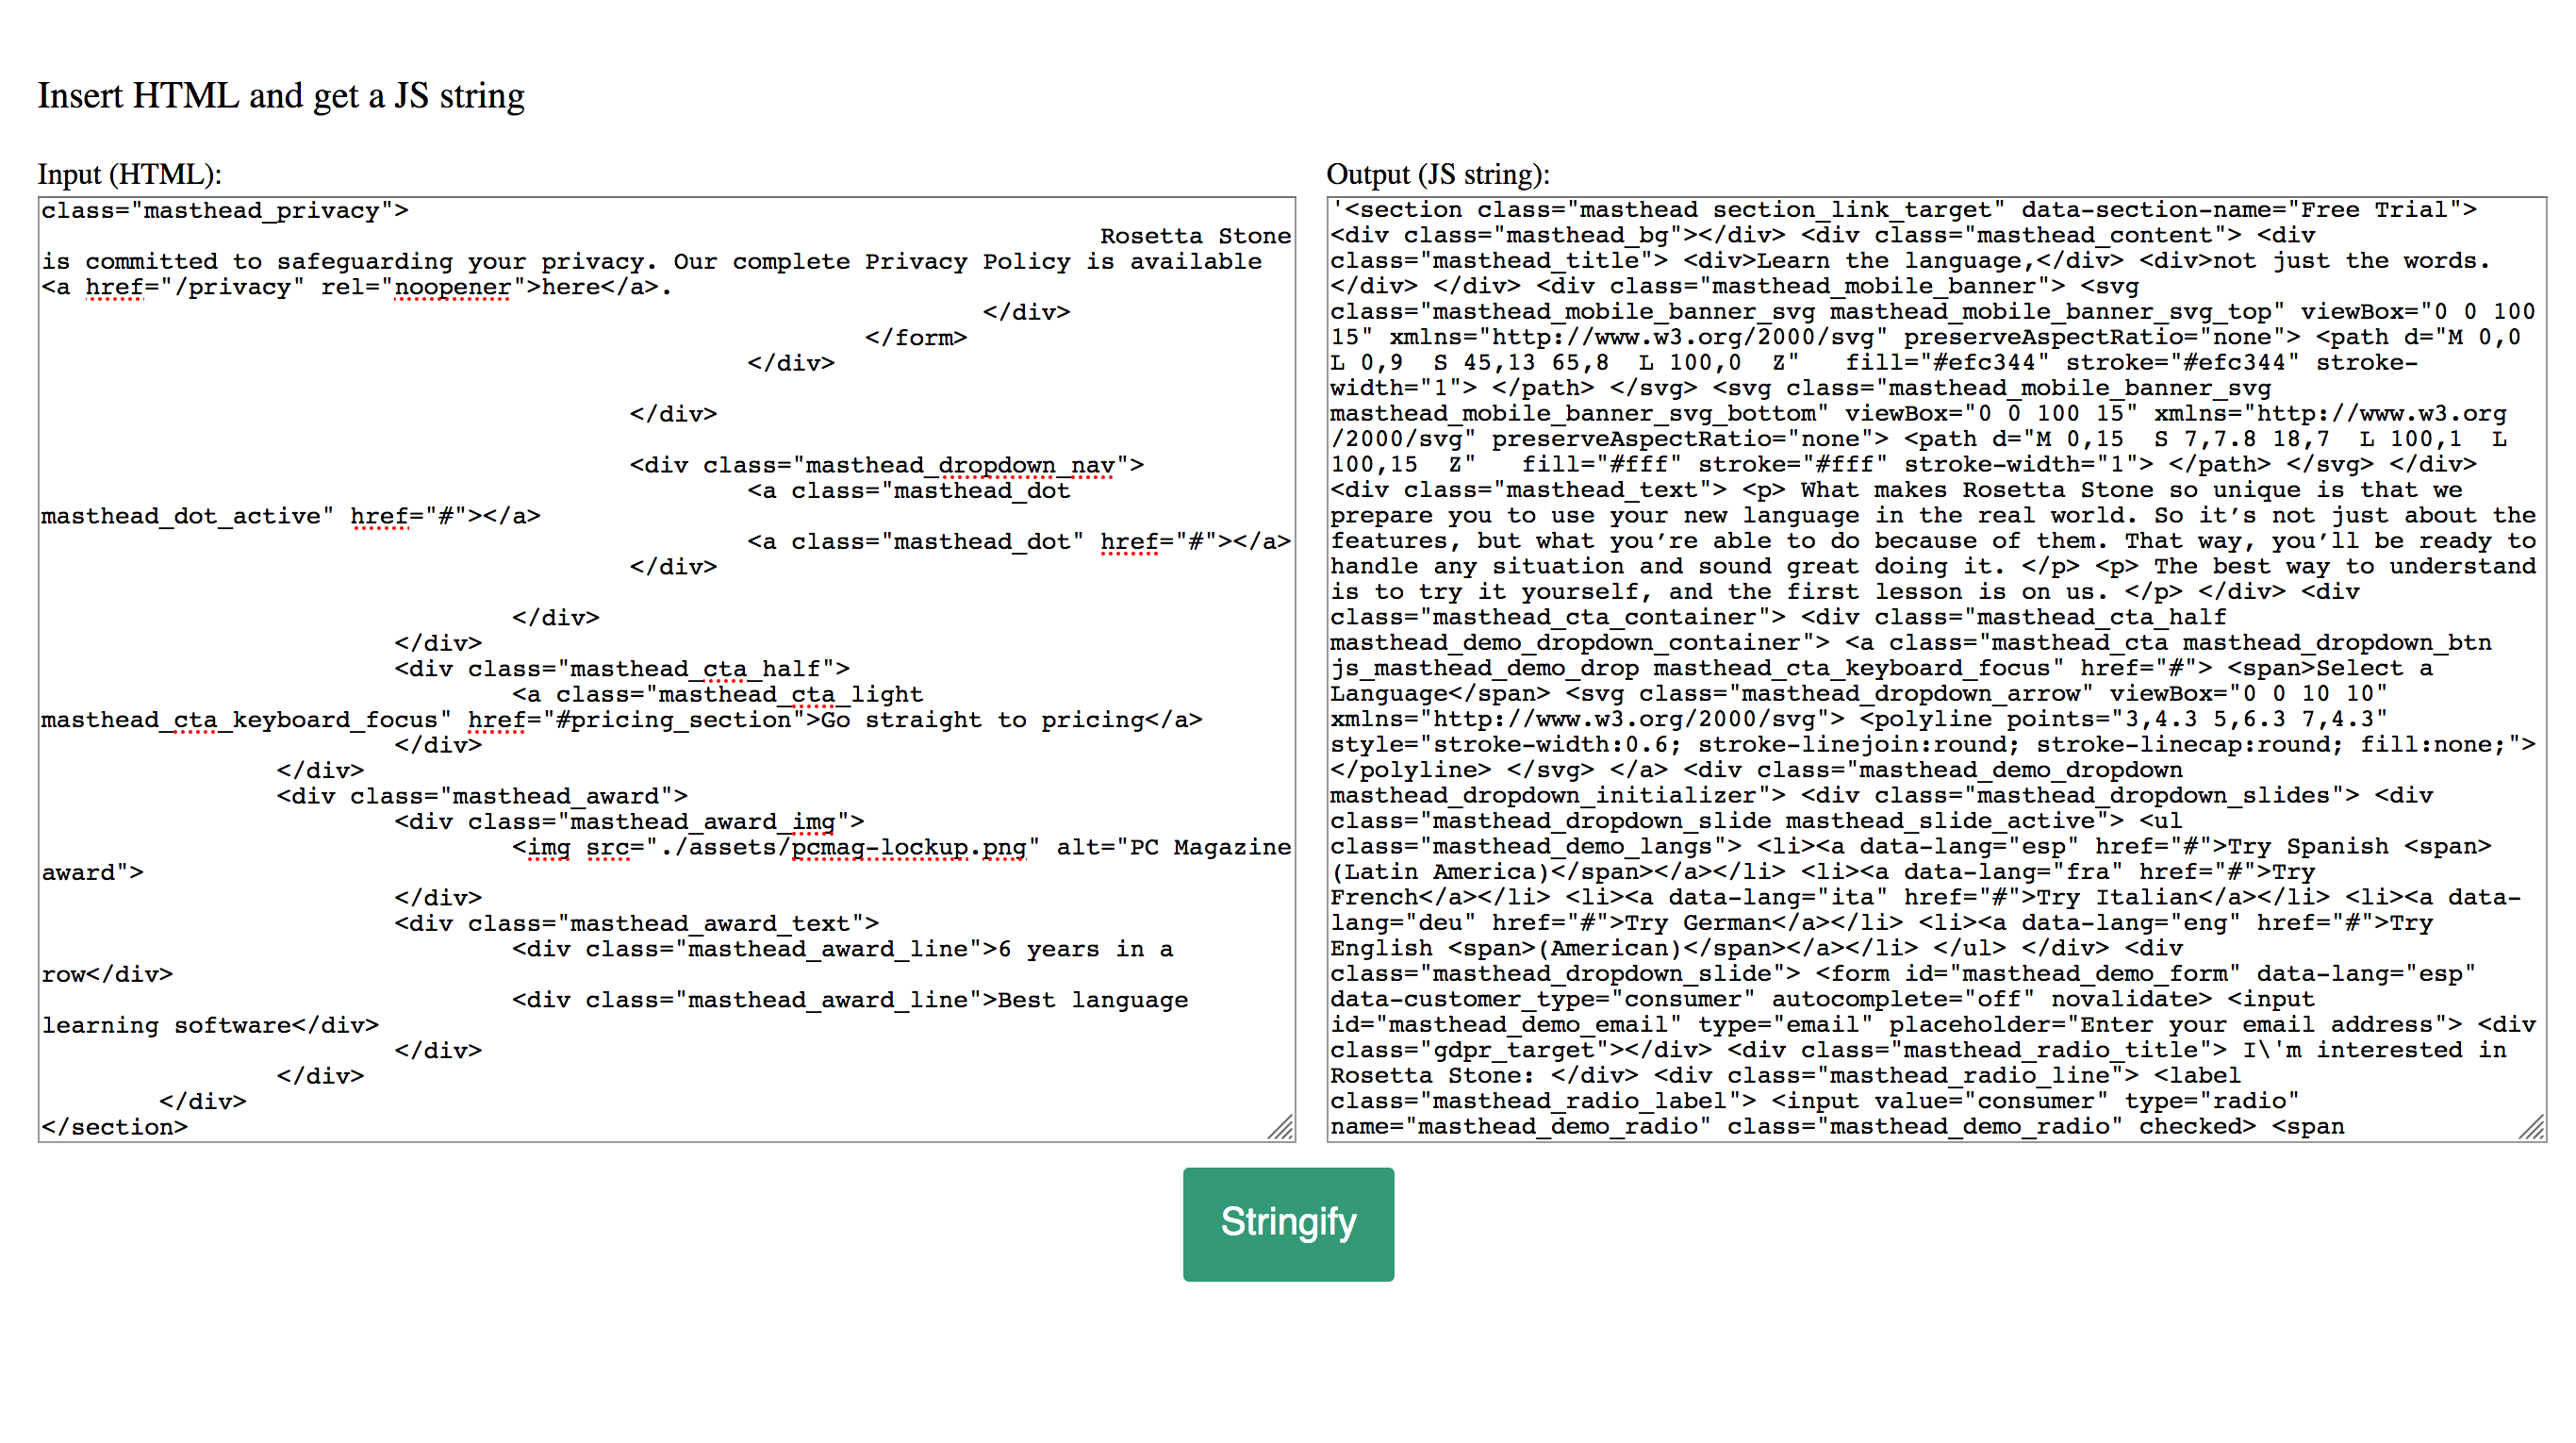 Insert HTML and get a JS string
Input (HTML):
class="masthead_privacy">
Rosetta Stone
is committed to safeguarding your privacy. Our complete Privacy Policy is available
<a href="/privacy" rel="noopener">here</a>.
</div>
</form>
</div>
</div>
<div class="masthead_dropdown_nav">
<a class="masthead_dot
masthead_dot_active" href="#"></a>
<a class="masthead_dot" href="#"></a>
</div>
</div>
</div>
<div class="masthead_cta_half">
<a class="masthead_cta_light
masthead_cta_keyboard_focus" href="#pricing_section">Go straight to pricing</a>
</div>
</div>
<div class="masthead_award">
<div class="masthead_award_img">
<img src="./assets/pcmag-lockup.png" alt="PC Magazine
award">
</div>
<div class="masthead_award_text">
<div class="masthead_award_line">6 years in a
row</div>
<div class="masthead_award_line">Best language
learning software</div>
</div>
</div>
</div>
</section>
Output (JS string):
'<section class="masthead section_link_target" data-section-name="Free Trial">
<div class="masthead_bg"></div> <div class="masthead_content"> <div
class="masthead_title"> <div>Learn the language,</div> <div>not just the words.
</div> </div> <div class="masthead_mobile_banner"> <svg
class="masthead_mobile_banner_svg masthead_mobile_banner_svg_top" viewBox="0 0 100
15" xmlns="http://www.w3.org/2000/svg" preserveAspectRatio="none"> <path d="M 0,0
L 0,9  S 45,13 65,8  L 100,0  Z"   fill="#efc344" stroke="#efc344" stroke-
width="1"> </path> </svg> <svg class="masthead_mobile_banner_svg
masthead_mobile_banner_svg_bottom" viewBox="0 0 100 15" xmlns="http://www.w3.org
/2000/svg" preserveAspectRatio="none"> <path d="M 0,15  S 7,7.8 18,7  L 100,1  L
100,15  Z"   fill="#fff" stroke="#fff" stroke-width="1"> </path> </svg> </div>
<div class="masthead_text"> <p> What makes Rosetta Stone so unique is that we
prepare you to use your new language in the real world. So it’s not just about the
features, but what you’re able to do because of them. That way, you’ll be ready to
handle any situation and sound great doing it. </p> <p> The best way to understand
is to try it yourself, and the first lesson is on us. </p> </div> <div
class="masthead_cta_container"> <div class="masthead_cta_half
masthead_demo_dropdown_container"> <a class="masthead_cta masthead_dropdown_btn
js_masthead_demo_drop masthead_cta_keyboard_focus" href="#"> <span>Select a
Language</span> <svg class="masthead_dropdown_arrow" viewBox="0 0 10 10"
xmlns="http://www.w3.org/2000/svg"> <polyline points="3,4.3 5,6.3 7,4.3"
style="stroke-width:0.6; stroke-linejoin:round; stroke-linecap:round; fill:none;">
</polyline> </svg> </a> <div class="masthead_demo_dropdown
masthead_dropdown_initializer"> <div class="masthead_dropdown_slides"> <div
class="masthead_dropdown_slide masthead_slide_active"> <ul
class="masthead_demo_langs"> <li><a data-lang="esp" href="#">Try Spanish <span>
(Latin America)</span></a></li> <li><a data-lang="fra" href="#">Try
French</a></li> <li><a data-lang="ita" href="#">Try Italian</a></li> <li><a data-
lang="deu" href="#">Try German</a></li> <li><a data-lang="eng" href="#">Try
English <span>(American)</span></a></li> </ul> </div> <div
class="masthead_dropdown_slide"> <form id="masthead_demo_form" data-lang="esp"
data-customer_type="consumer" autocomplete="off" novalidate> <input
id="masthead_demo_email" type="email" placeholder="Enter your email address"> <div
class="gdpr_target"></div> <div class="masthead_radio_title"> I\'m interested in
Rosetta Stone: </div> <div class="masthead_radio_line"> <label
class="masthead_radio_label"> <input value="consumer" type="radio"
name="masthead_demo_radio" class="masthead_demo_radio" checked> <span
Stringify